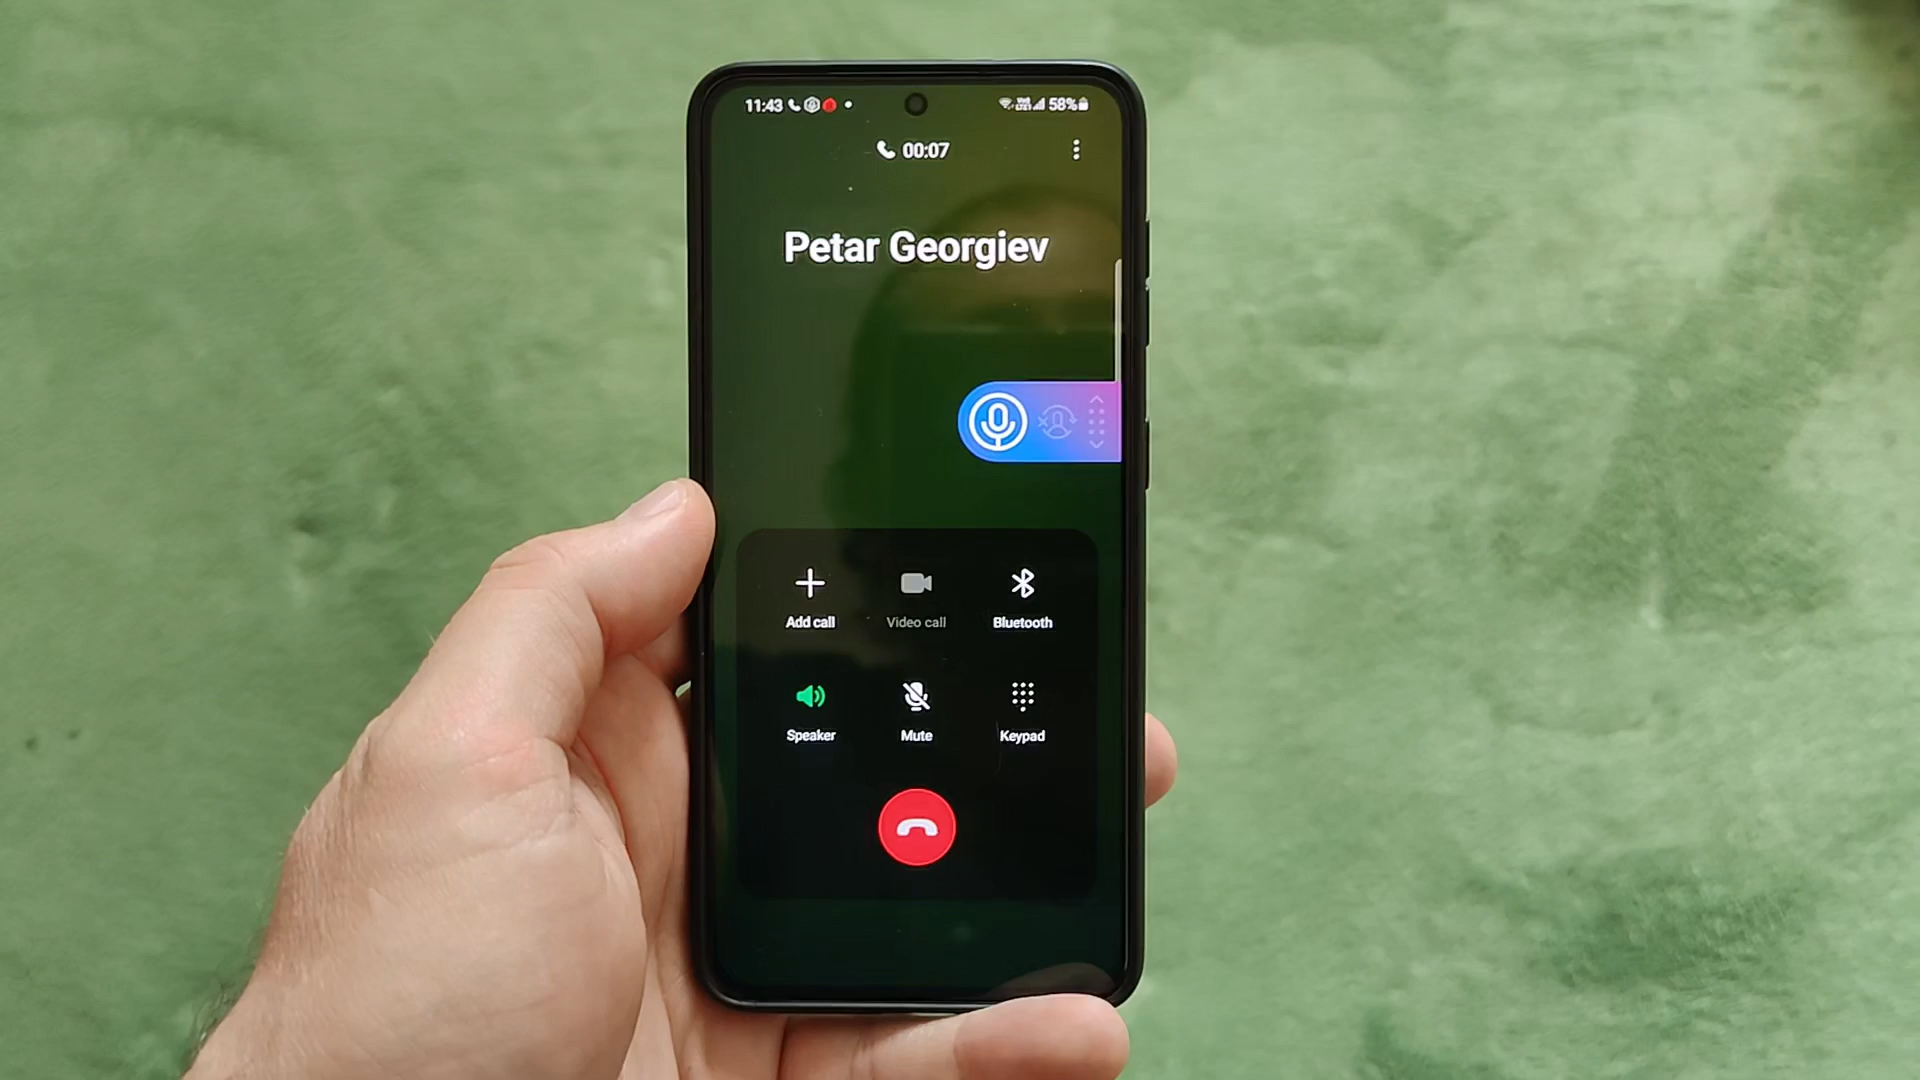 11:43 58%
00:07
Petar Georgiev
Add call Video call Bluetooth
Speaker Mute Keypad